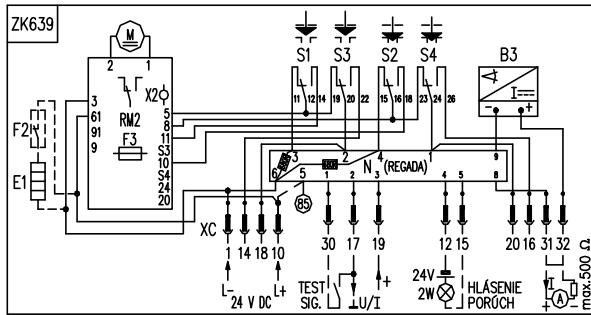 ZK639
M
2 1
S1 S3 S2 S4 B3
I
- +
X2
RM2
F3
3
61
91
9
5
8
11
S3
10
S4
24
20
F2
E1
11 12 14 19 20 22 15 16 18 23 24 26
3 2 4 1 9
N (REGADA)
6 5 1 2 3 4 5 8
85
XC
1 14 18 10 30 17 19 12 15 20 16 31 32
L- L+
24 V DC
TEST
SIG.
U/I
+
24V
2W
HLÁSENIE
PORÚCH
I
A
+ -
max.500 Ω